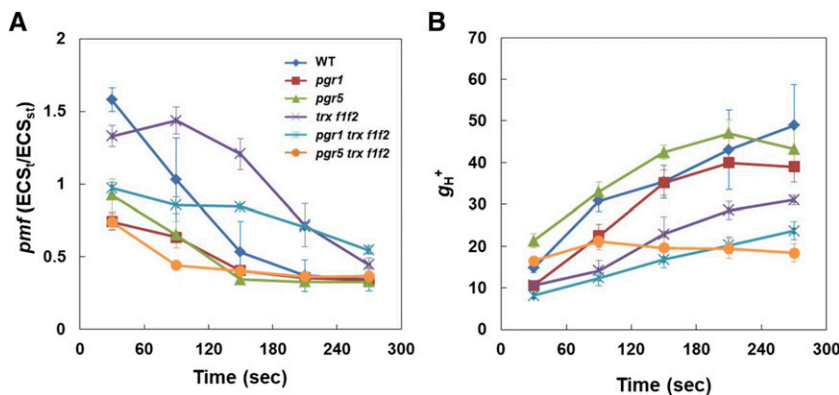 A
pmf (ECSt/ECSst)
2
1.5
1
0.5
0
0 60 120 180 240 300
Time (sec)
WT
pgr1
pgr5
trx f1f2
pgr1 trx f1f2
pgr5 trx f1f2
B
gH+
70
60
50
40
30
20
10
0
0 60 120 180 240 300
Time (sec)